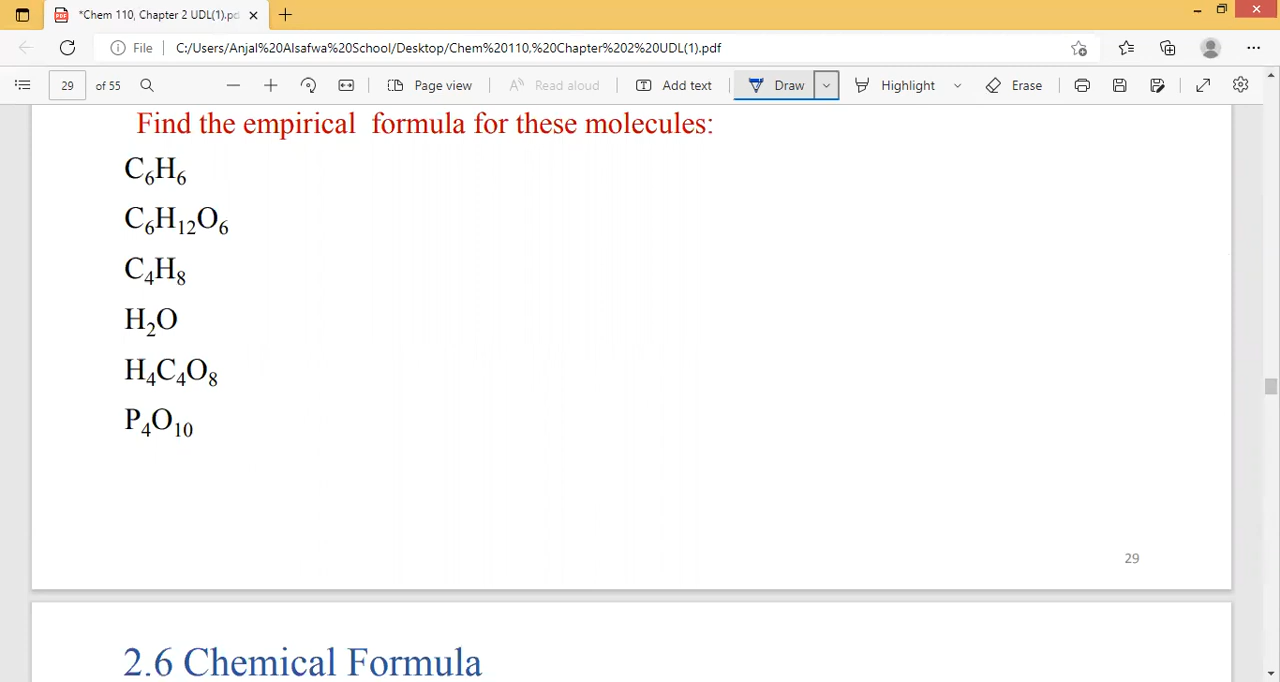 *Chem 110, Chapter 2 UDL(1).pd
File C:/Users/Anjal%20Alsafwa%20School/Desktop/Chem%20110,%20Chapter%202%20UDL(1).pdf
29 of 55 Page view Read aloud Add text Draw Highlight Erase
Find the empirical formula for these molecules:
C₆H₆
C₆H₁₂O₆
C₄H₈
H₂O
H₄C₄O₈
P₄O₁₀
29
2.6 Chemical Formula